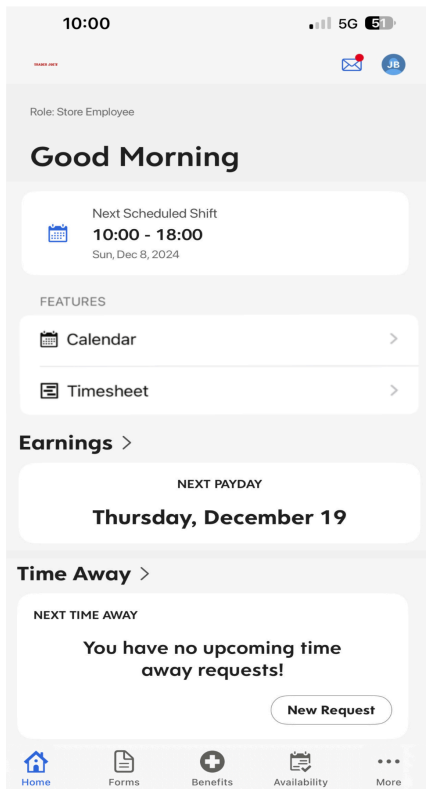 10:00
5G 51
TRADER JOE'S
JB
Role: Store Employee
Good Morning
Next Scheduled Shift
10:00 - 18:00
Sun, Dec 8, 2024
FEATURES
Calendar
Timesheet
Earnings
NEXT PAYDAY
Thursday, December 19
Time Away
NEXT TIME AWAY
You have no upcoming time
away requests!
New Request
Home Forms Benefits Availability More